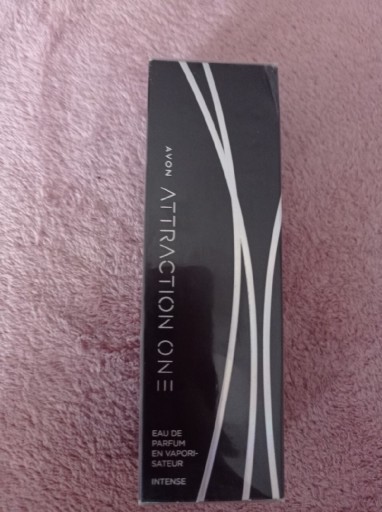 AVON
ATTRACTION ONE
EAU DE
PARFUM
EN VAPORI-
SATEUR
INTENSE